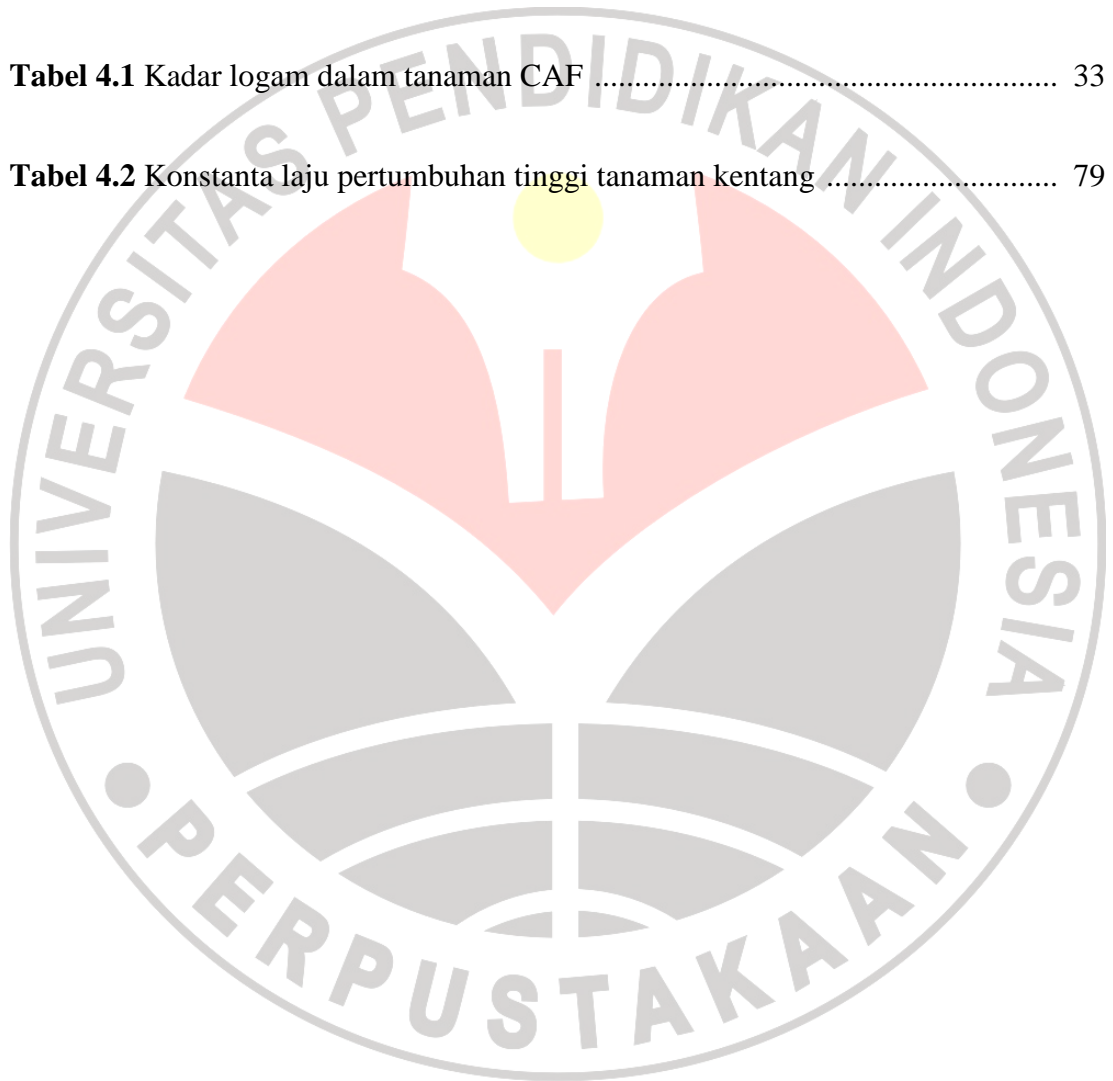 Tabel 4.1 Kadar logam dalam tanaman CAF ......................................................... 33
Tabel 4.2 Konstanta laju pertumbuhan tinggi tanaman kentang ............................ 79
UNIVERSITAS PENDIDIKAN INDONESIA
PERPUSTAKAAN